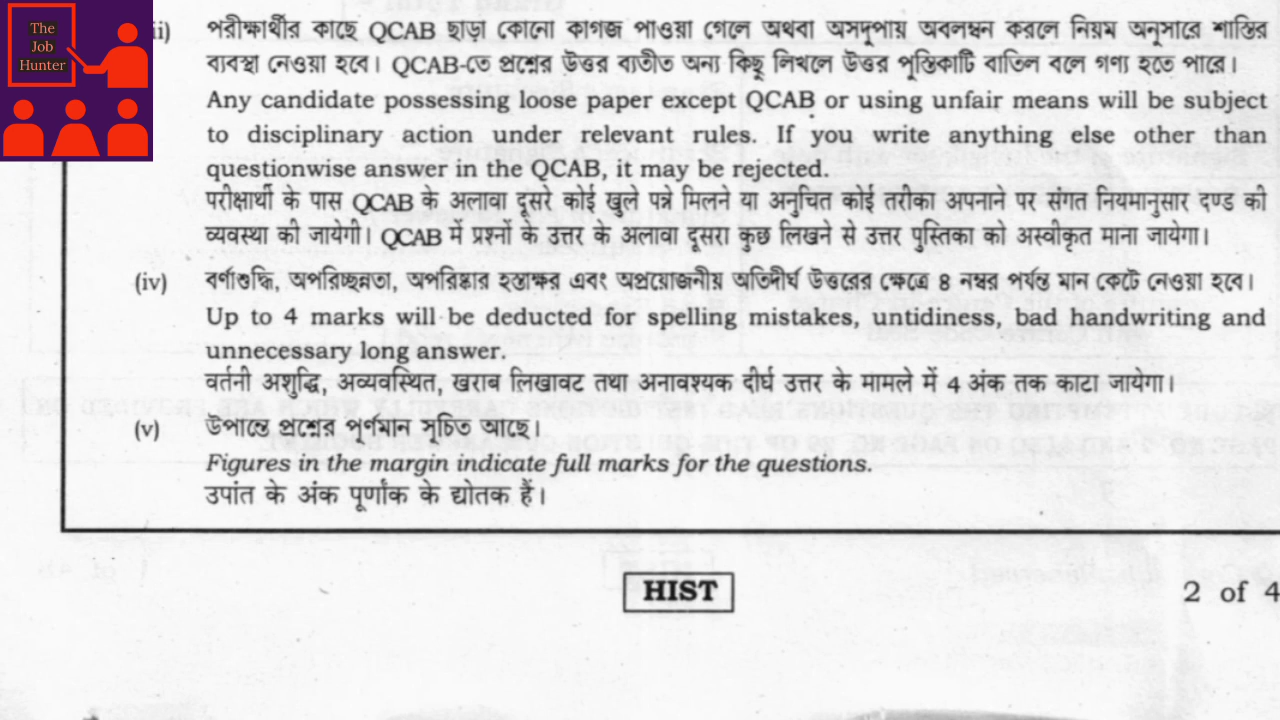 The
Job
Hunter
ii) পরীক্ষার্থীর কাছে QCAB ছাড়া কোনো কাগজ পাওয়া গেলে অথবা অসদুপায় অবলম্বন করলে নিয়ম অনুসারে শাস্তির
ব্যবস্থা নেওয়া হবে। QCAB-তে প্রশ্নের উত্তর ব্যতীত অন্য কিছু লিখলে উত্তর পুস্তিকাটি বাতিল বলে গণ্য হতে পারে।
Any candidate possessing loose paper except QCAB or using unfair means will be subject
to disciplinary action under relevant rules. If you write anything else other than
questionwise answer in the QCAB, it may be rejected.
परीक्षार्थी के पास QCAB के अलावा दूसरे कोई खुले पन्ने मिलने या अनुचित कोई तरीका अपनाने पर संगत नियमानुसार दण्ड की
व्यवस्था की जायेगी। QCAB में प्रश्नों के उत्तर के अलावा दूसरा कुछ लिखने से उत्तर पुस्तिका को अस्वीकृत माना जायेगा।
(iv) বর্ণাশুদ্ধি, অপরিচ্ছন্নতা, অপরিষ্কার হস্তাক্ষর এবং অপ্রয়োজনীয় অতিদীর্ঘ উত্তরের ক্ষেত্রে ৪ নম্বর পর্যন্ত মান কেটে নেওয়া হবে।
Up to 4 marks will be deducted for spelling mistakes, untidiness, bad handwriting and
unnecessary long answer.
वर्तनी अशुद्धि, अव्यवस्थित, खराब लिखावट तथा अनावश्यक दीर्घ उत्तर के मामले में 4 अंक तक काटा जायेगा।
(v) উপান্তে প্রশ্নের পূর্ণমান সূচিত আছে।
Figures in the margin indicate full marks for the questions.
उपांत के अंक पूर्णांक के द्योतक हैं।
HIST
2 of 4